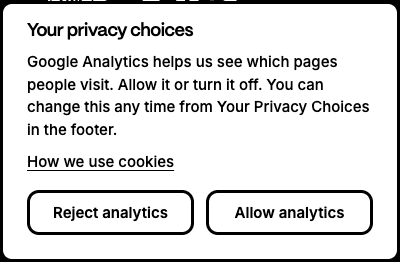 Your privacy choices
Google Analytics helps us see which pages
people visit. Allow it or turn it off. You can
change this any time from Your Privacy Choices
in the footer.
How we use cookies
Reject analytics
Allow analytics